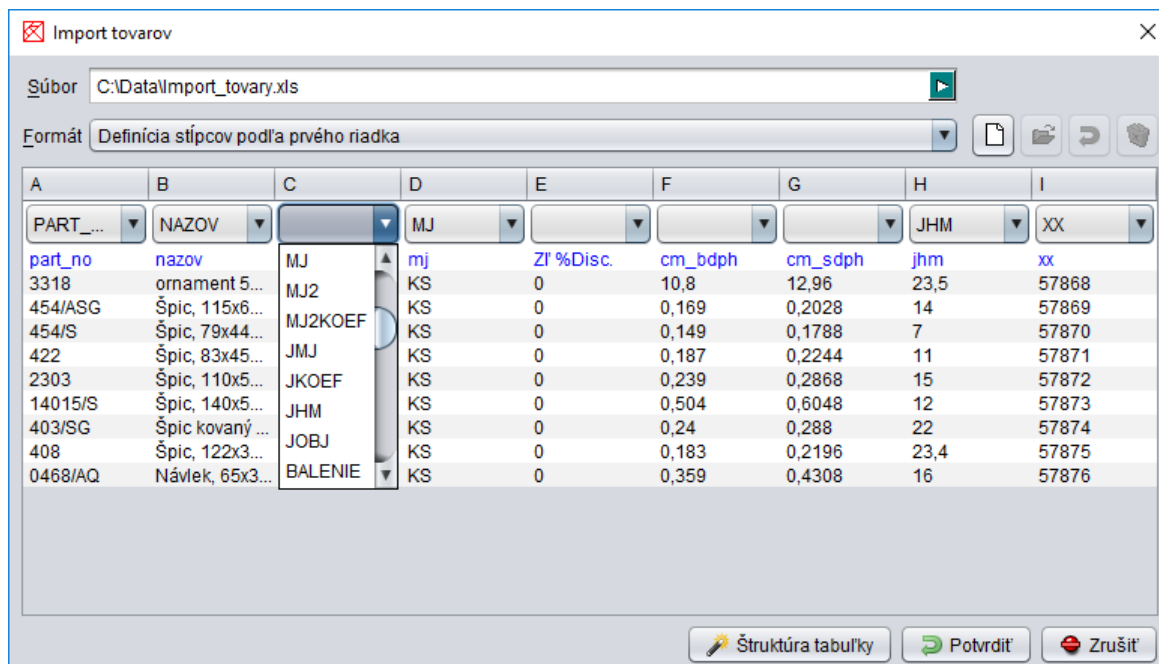 Import tovarov
Súbor C:\Data\Import_tovary.xls
Formát Definícia stĺpcov podľa prvého riadka
A B C D E F G H I
PART_... NAZOV MJ JHM XX
part_no nazov mj Zľ %Disc. cm_bdph cm_sdph jhm xx
3318 ornament 5... KS 0 10,8 12,96 23,5 57868
454/ASG Špic, 115x6... KS 0 0,169 0,2028 14 57869
454/S Špic, 79x44... KS 0 0,149 0,1788 7 57870
422 Špic, 83x45... KS 0 0,187 0,2244 11 57871
2303 Špic, 110x5... KS 0 0,239 0,2868 15 57872
14015/S Špic, 140x5... KS 0 0,504 0,6048 12 57873
403/SG Špic kovaný ... KS 0 0,24 0,288 22 57874
408 Špic, 122x3... KS 0 0,183 0,2196 23,4 57875
0468/AQ Návlek, 65x3... KS 0 0,359 0,4308 16 57876
MJ
MJ2
MJ2KOEF
JMJ
JKOEF
JHM
JOBJ
BALENIE
Štruktúra tabuľky Potvrdiť Zrušiť